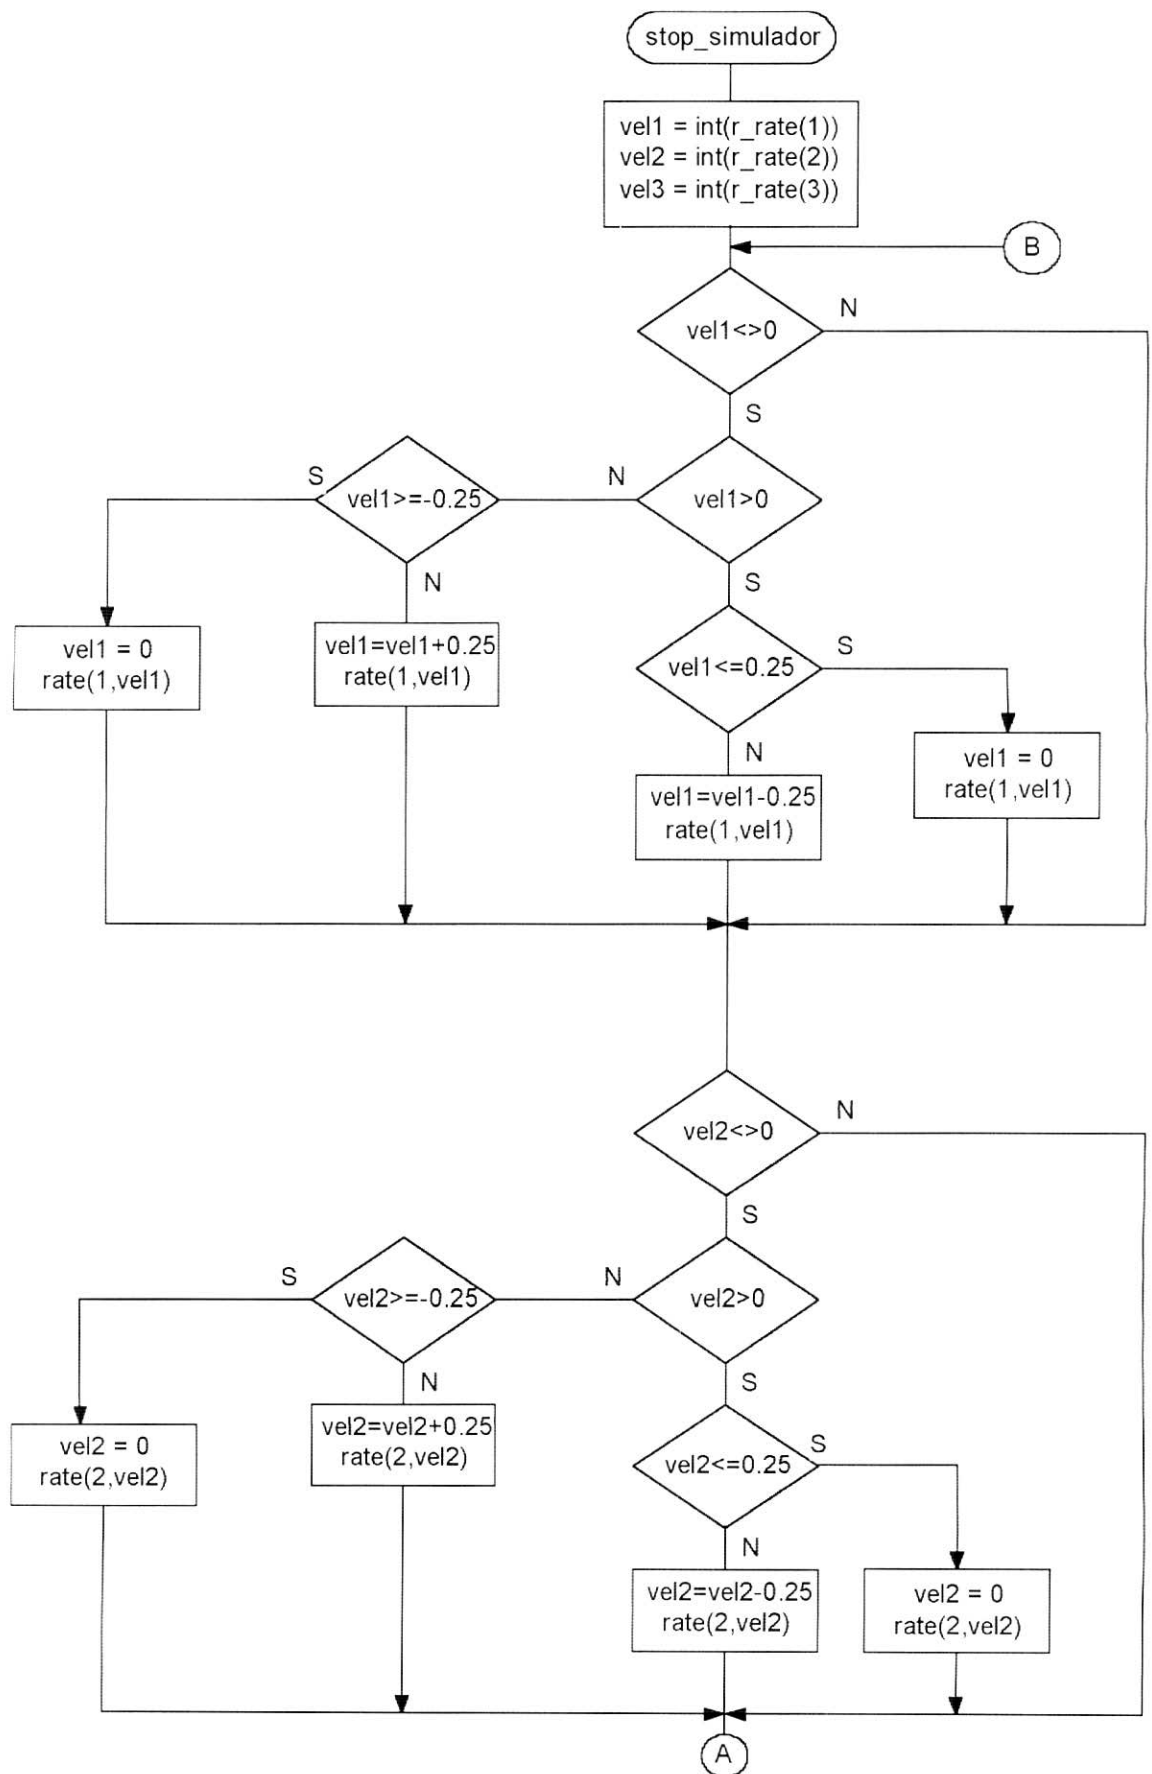 stop_simulador
vel1 = int(r_rate(1))
vel2 = int(r_rate(2))
vel3 = int(r_rate(3))
B
vel1<>0
N
S
vel1>0
N
vel1>=-0.25
S
N
S
vel1 = 0
rate(1,vel1)
vel1=vel1+0.25
rate(1,vel1)
vel1<=0.25
S
N
vel1 = 0
rate(1,vel1)
vel1=vel1-0.25
rate(1,vel1)
vel2<>0
N
S
vel2>0
N
vel2>=-0.25
S
N
S
vel2 = 0
rate(2,vel2)
vel2=vel2+0.25
rate(2,vel2)
vel2<=0.25
S
N
vel2=vel2-0.25
rate(2,vel2)
vel2 = 0
rate(2,vel2)
A